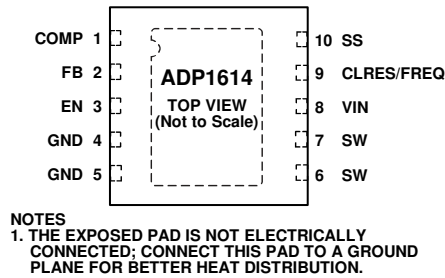 COMP 1
FB 2
EN 3
GND 4
GND 5
ADP1614
TOP VIEW
(Not to Scale)
10 SS
9 CLRES/FREQ
8 VIN
7 SW
6 SW
NOTES
1. THE EXPOSED PAD IS NOT ELECTRICALLY
CONNECTED; CONNECT THIS PAD TO A GROUND
PLANE FOR BETTER HEAT DISTRIBUTION.